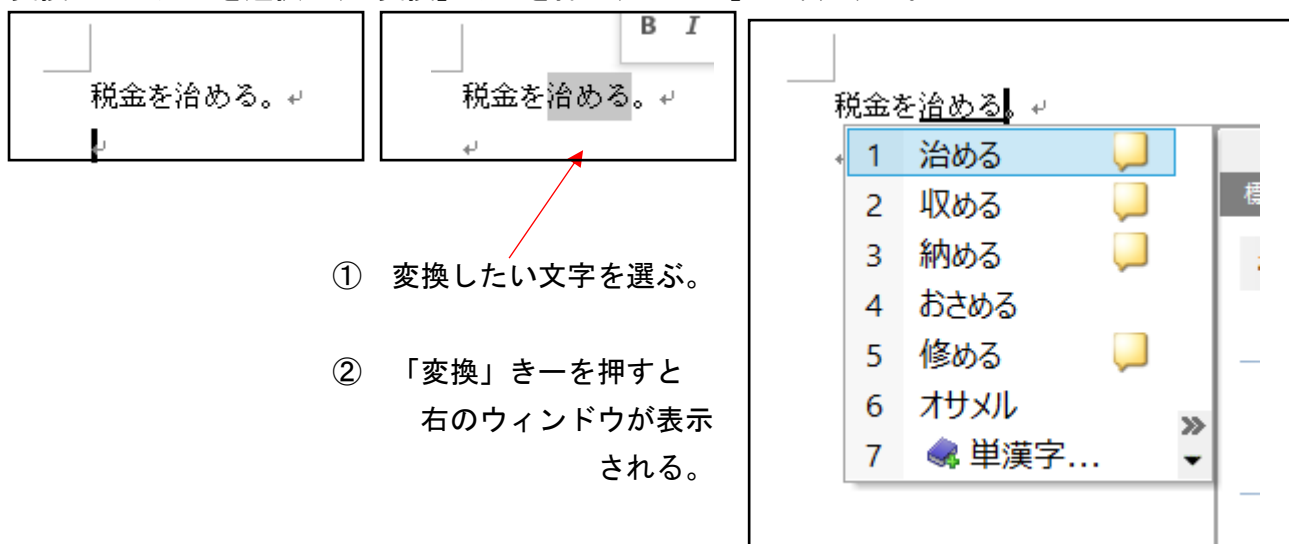 税金を治める。↵
↵
B I
税金を治める。↵
↵
① 変換したい文字を選ぶ。
② 「変換」きーを押すと
右のウィンドウが表示
される。
税金を治める。↵
1 治める
2 収める
3 納める
4 おさめる
5 修める
6 オサメル
7 単漢字...